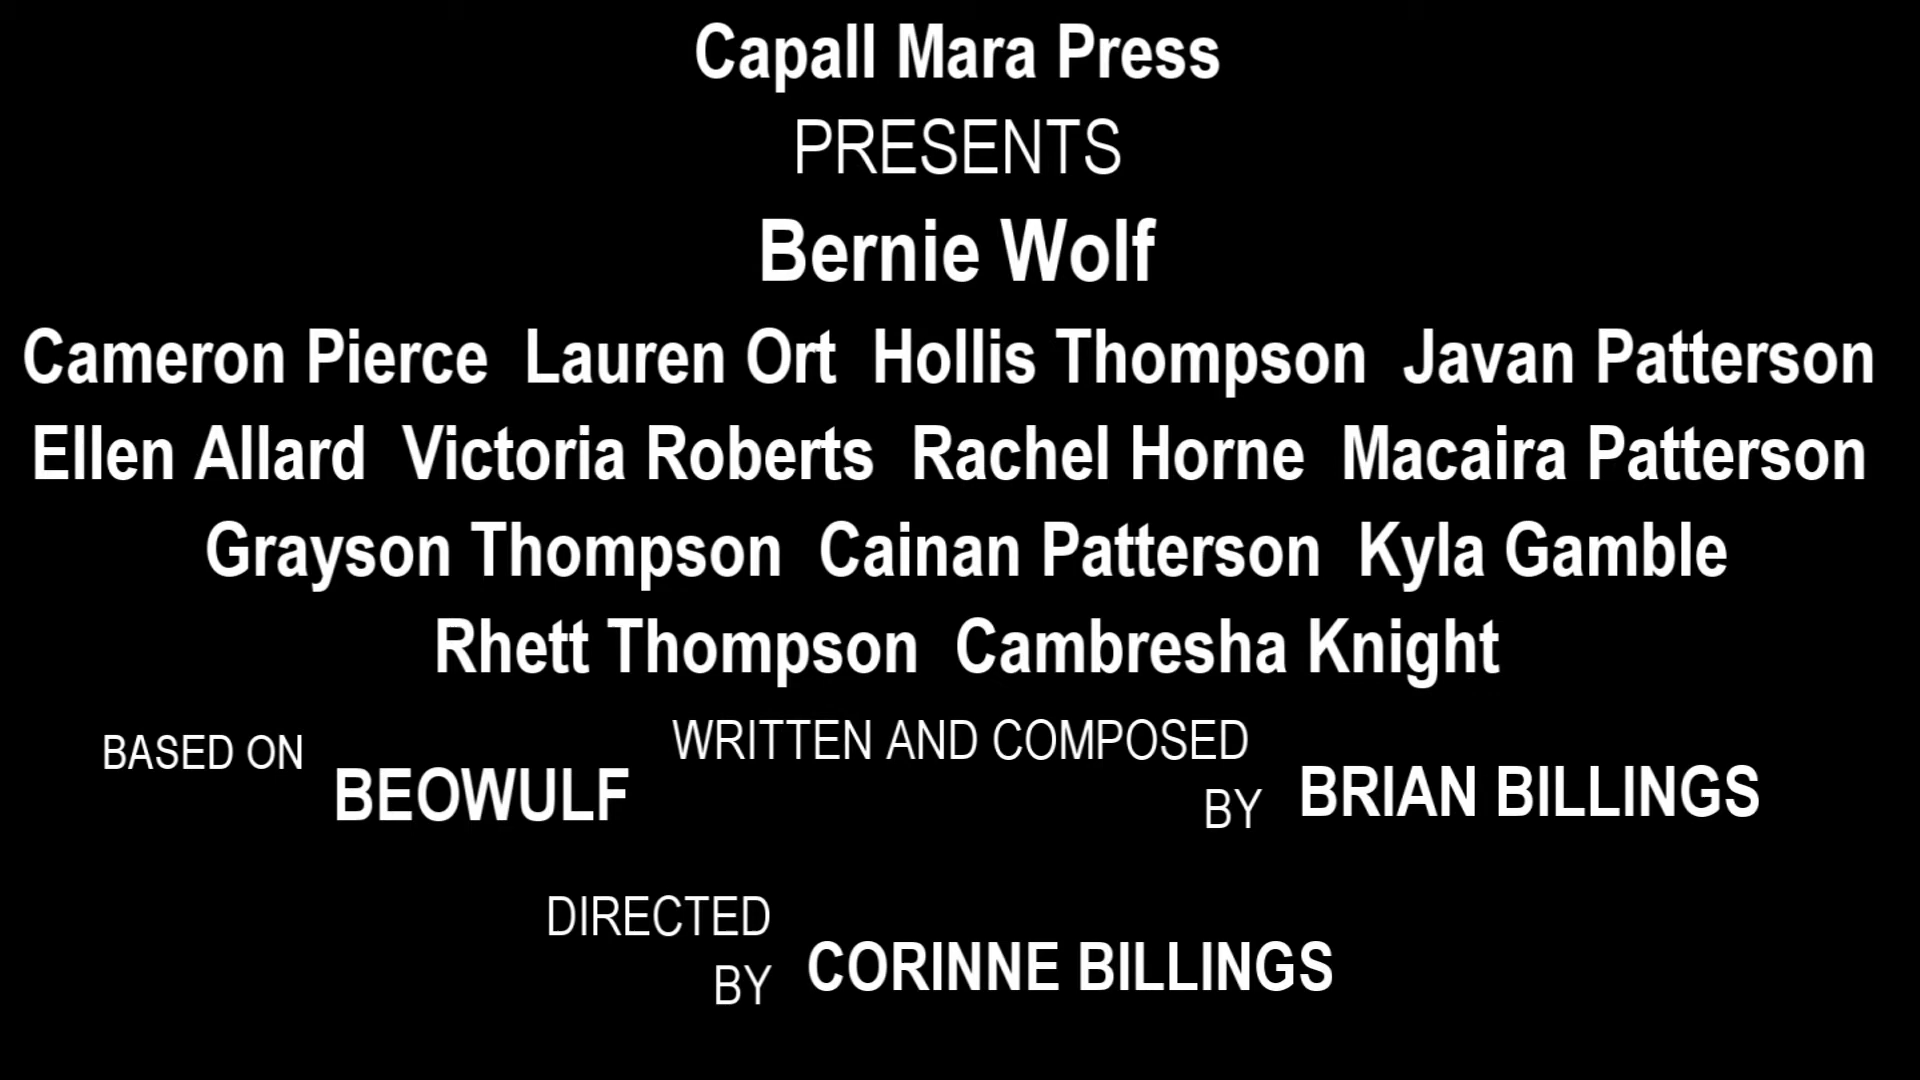 Capall Mara Press
PRESENTS
Bernie Wolf
Cameron Pierce Lauren Ort Hollis Thompson Javan Patterson
Ellen Allard Victoria Roberts Rachel Horne Macaira Patterson
Grayson Thompson Cainan Patterson Kyla Gamble
Rhett Thompson Cambresha Knight
BASED ON BEOWULF
WRITTEN AND COMPOSED
BY BRIAN BILLINGS
DIRECTED
BY CORINNE BILLINGS